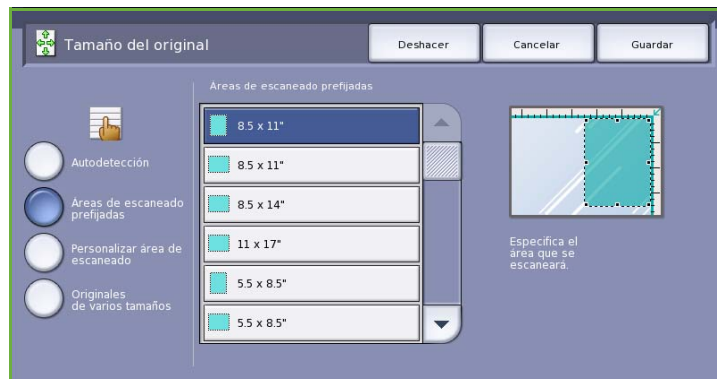 Tamaño del original
Deshacer
Cancelar
Guardar
Áreas de escaneado prefijadas
Autodetección
Áreas de escaneado
prefijadas
Personalizar área de
escaneado
Originales
de varios tamaños
8.5 x 11"
8.5 x 11"
8.5 x 14"
11 x 17"
5.5 x 8.5"
5.5 x 8.5"
Especifica el
área que se
escaneará.